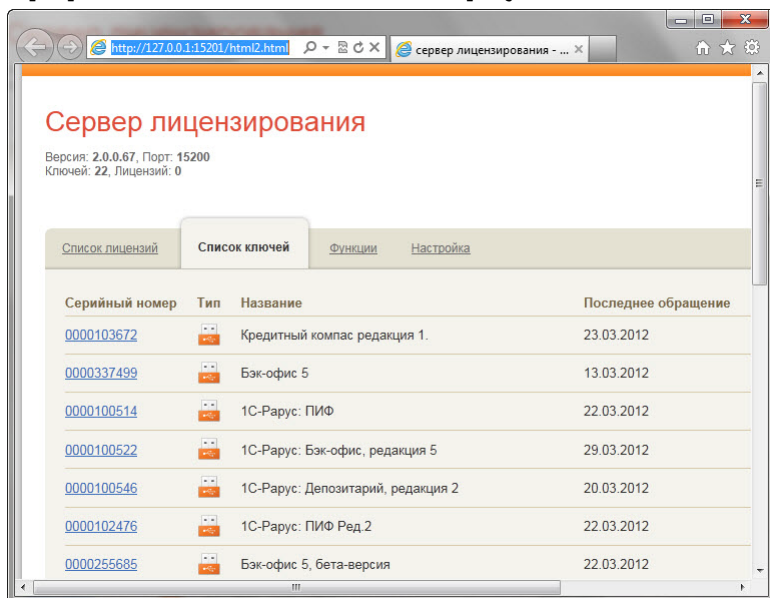 http://127.0.0.1:15201/html2.html
сервер лицензирования - ...
Сервер лицензирования
Версия: 2.0.0.67, Порт: 15200
Ключей: 22, Лицензий: 0
Список лицензий Список ключей Функции Настройка
Серийный номер Тип Название Последнее обращение
0000103672 Кредитный компас редакция 1. 23.03.2012
0000337499 Бэк-офис 5 13.03.2012
0000100514 1С-Рарус: ПИФ 22.03.2012
0000100522 1С-Рарус: Бэк-офис, редакция 5 29.03.2012
0000100546 1С-Рарус: Депозитарий, редакция 2 20.03.2012
0000102476 1С-Рарус: ПИФ Ред.2 22.03.2012
0000255685 Бэк-офис 5, бета-версия 22.03.2012